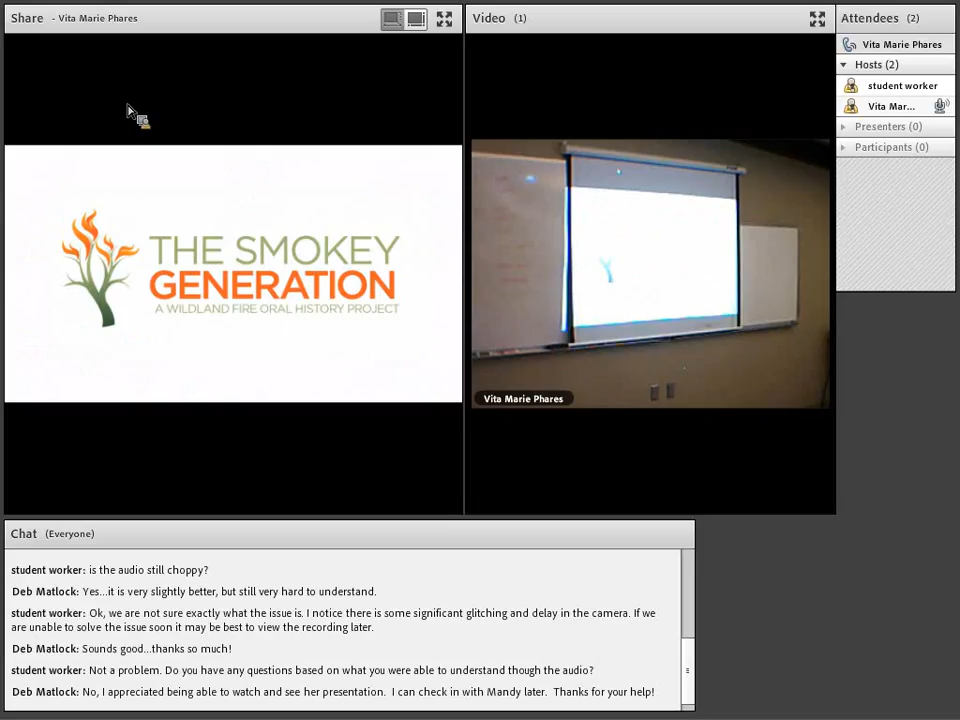 Share - Vita Marie Phares
Video (1)
Attendees (2)
Vita Marie Phares
Hosts (2)
student worker
Vita Mar...
Presenters (0)
Participants (0)
THE SMOKEY
GENERATION
A WILDLAND FIRE ORAL HISTORY PROJECT
Vita Marie Phares
Chat (Everyone)
student worker: is the audio still choppy?
Deb Matlock: Yes...it is very slightly better, but still very hard to understand.
student worker: Ok, we are not sure exactly what the issue is. I notice there is some significant glitching and delay in the camera. If we
are unable to solve the issue soon it may be best to view the recording later.
Deb Matlock: Sounds good...thanks so much!
student worker: Not a problem. Do you have any questions based on what you were able to understand though the audio?
Deb Matlock: No, I appreciated being able to watch and see her presentation. I can check in with Mandy later. Thanks for your help!